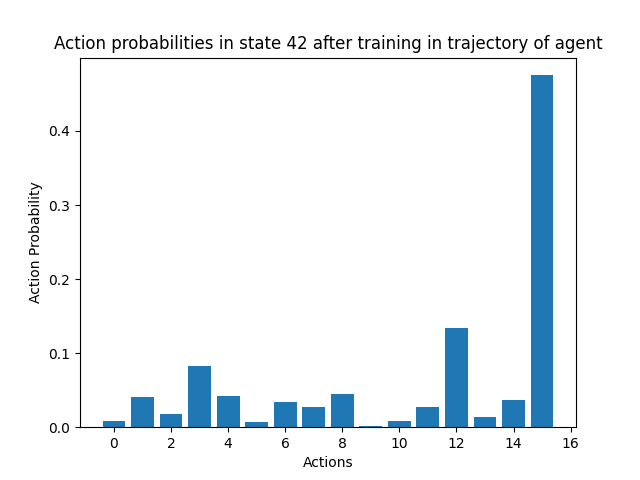 Action probabilities in state 42 after training in trajectory of agent
0.4
0.3
0.2
0.1
0.0
Action Probability
0 2 4 6 8 10 12 14 16
Actions